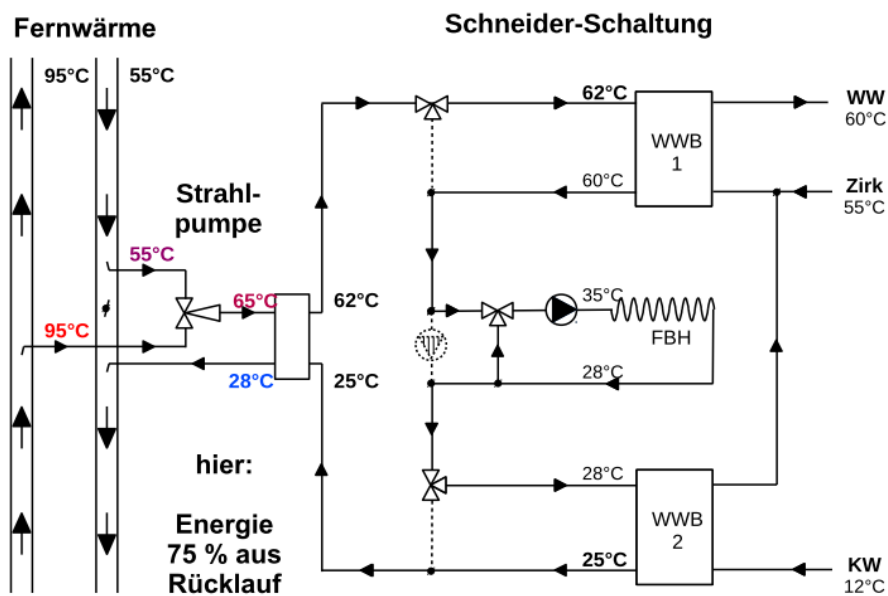 Fernwärme
Schneider-Schaltung
95°C
55°C
62°C
WW
60°C
WWB
1
60°C
Zirk
55°C
Strahl-
pumpe
55°C
65°C
62°C
35°C
95°C
FBH
28°C
25°C
28°C
hier:
28°C
WWB
2
Energie
75 % aus
Rücklauf
25°C
KW
12°C